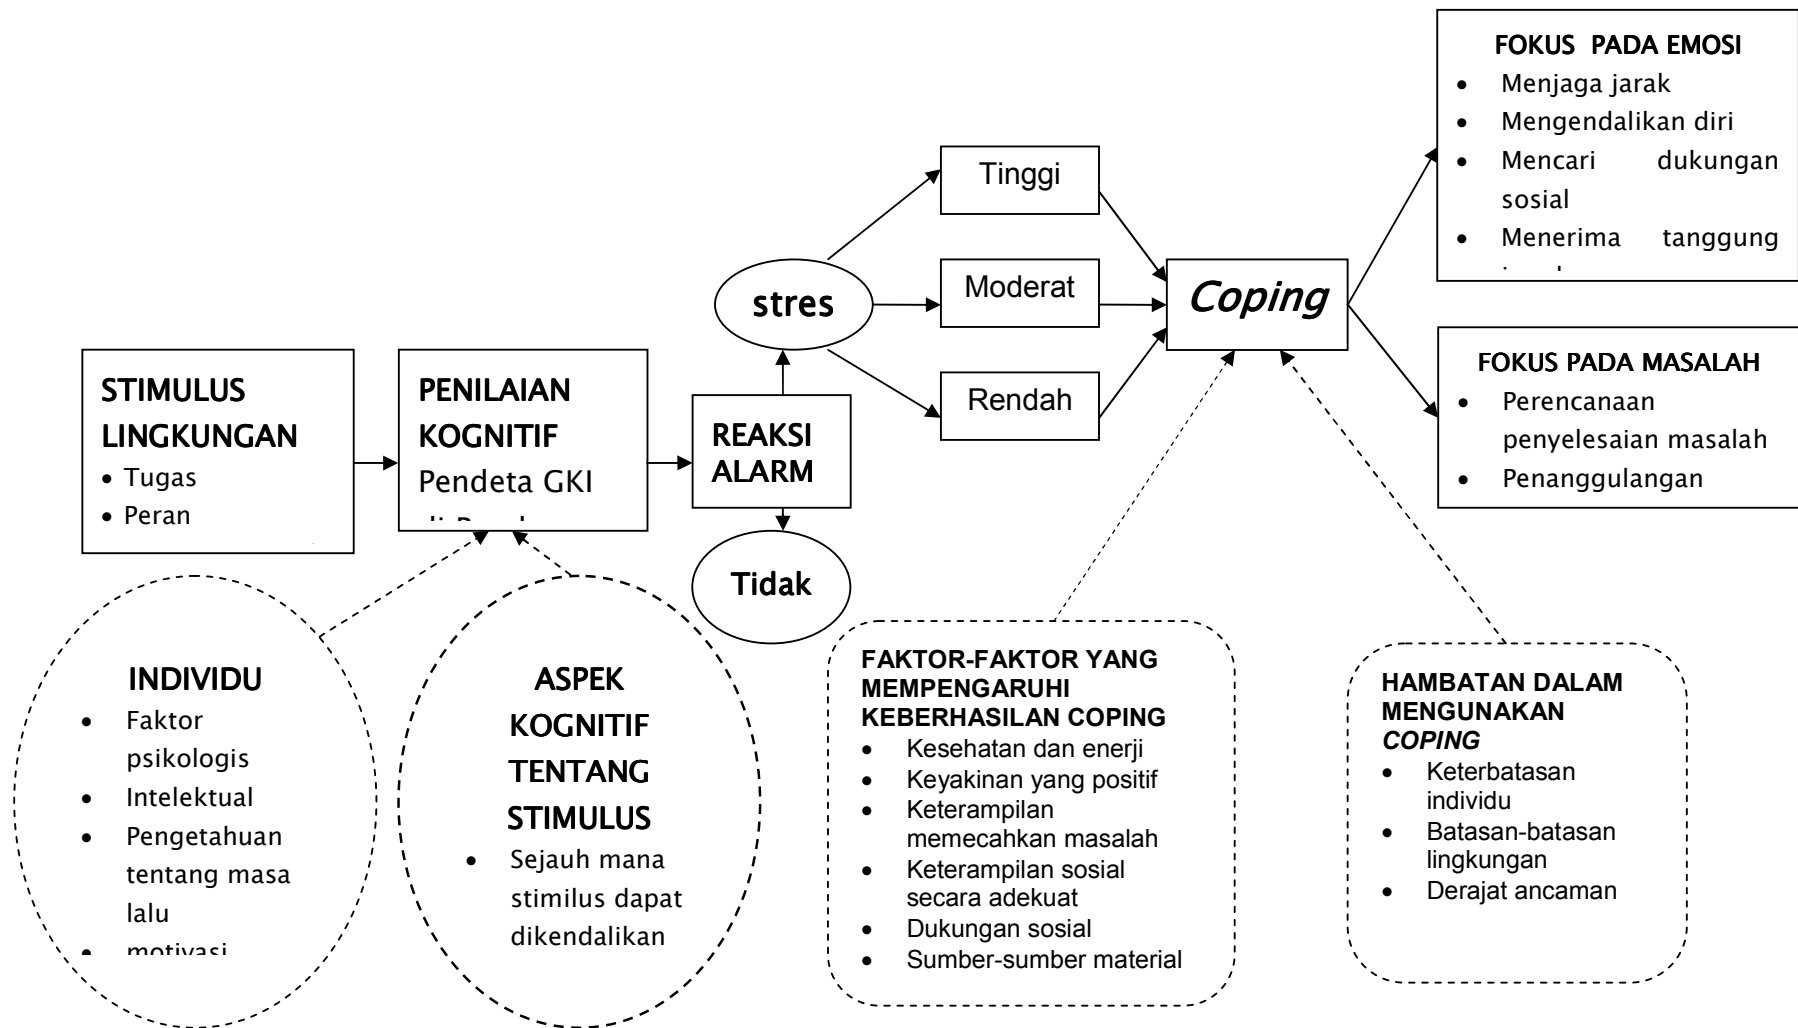 FOKUS PADA EMOSI
• Menjaga jarak
• Mengendalikan diri
• Mencari dukungan
sosial
• Menerima tanggung
Tinggi
Moderat
Rendah
stres
Coping
FOKUS PADA MASALAH
• Perencanaan
penyelesaian masalah
• Penanggulangan
STIMULUS
LINGKUNGAN
• Tugas
• Peran
PENILAIAN
KOGNITIF
Pendeta GKI
REAKSI
ALARM
Tidak
INDIVIDU
• Faktor
psikologis
• Intelektual
• Pengetahuan
tentang masa
lalu
• motivasi
ASPEK
KOGNITIF
TENTANG
STIMULUS
• Sejauh mana
stimilus dapat
dikendalikan
FAKTOR-FAKTOR YANG
MEMPENGARUHI
KEBERHASILAN COPING
• Kesehatan dan enerji
• Keyakinan yang positif
• Keterampilan
memecahkan masalah
• Keterampilan sosial
secara adekuat
• Dukungan sosial
• Sumber-sumber material
HAMBATAN DALAM
MENGUNAKAN
COPING
• Keterbatasan
individu
• Batasan-batasan
lingkungan
• Derajat ancaman